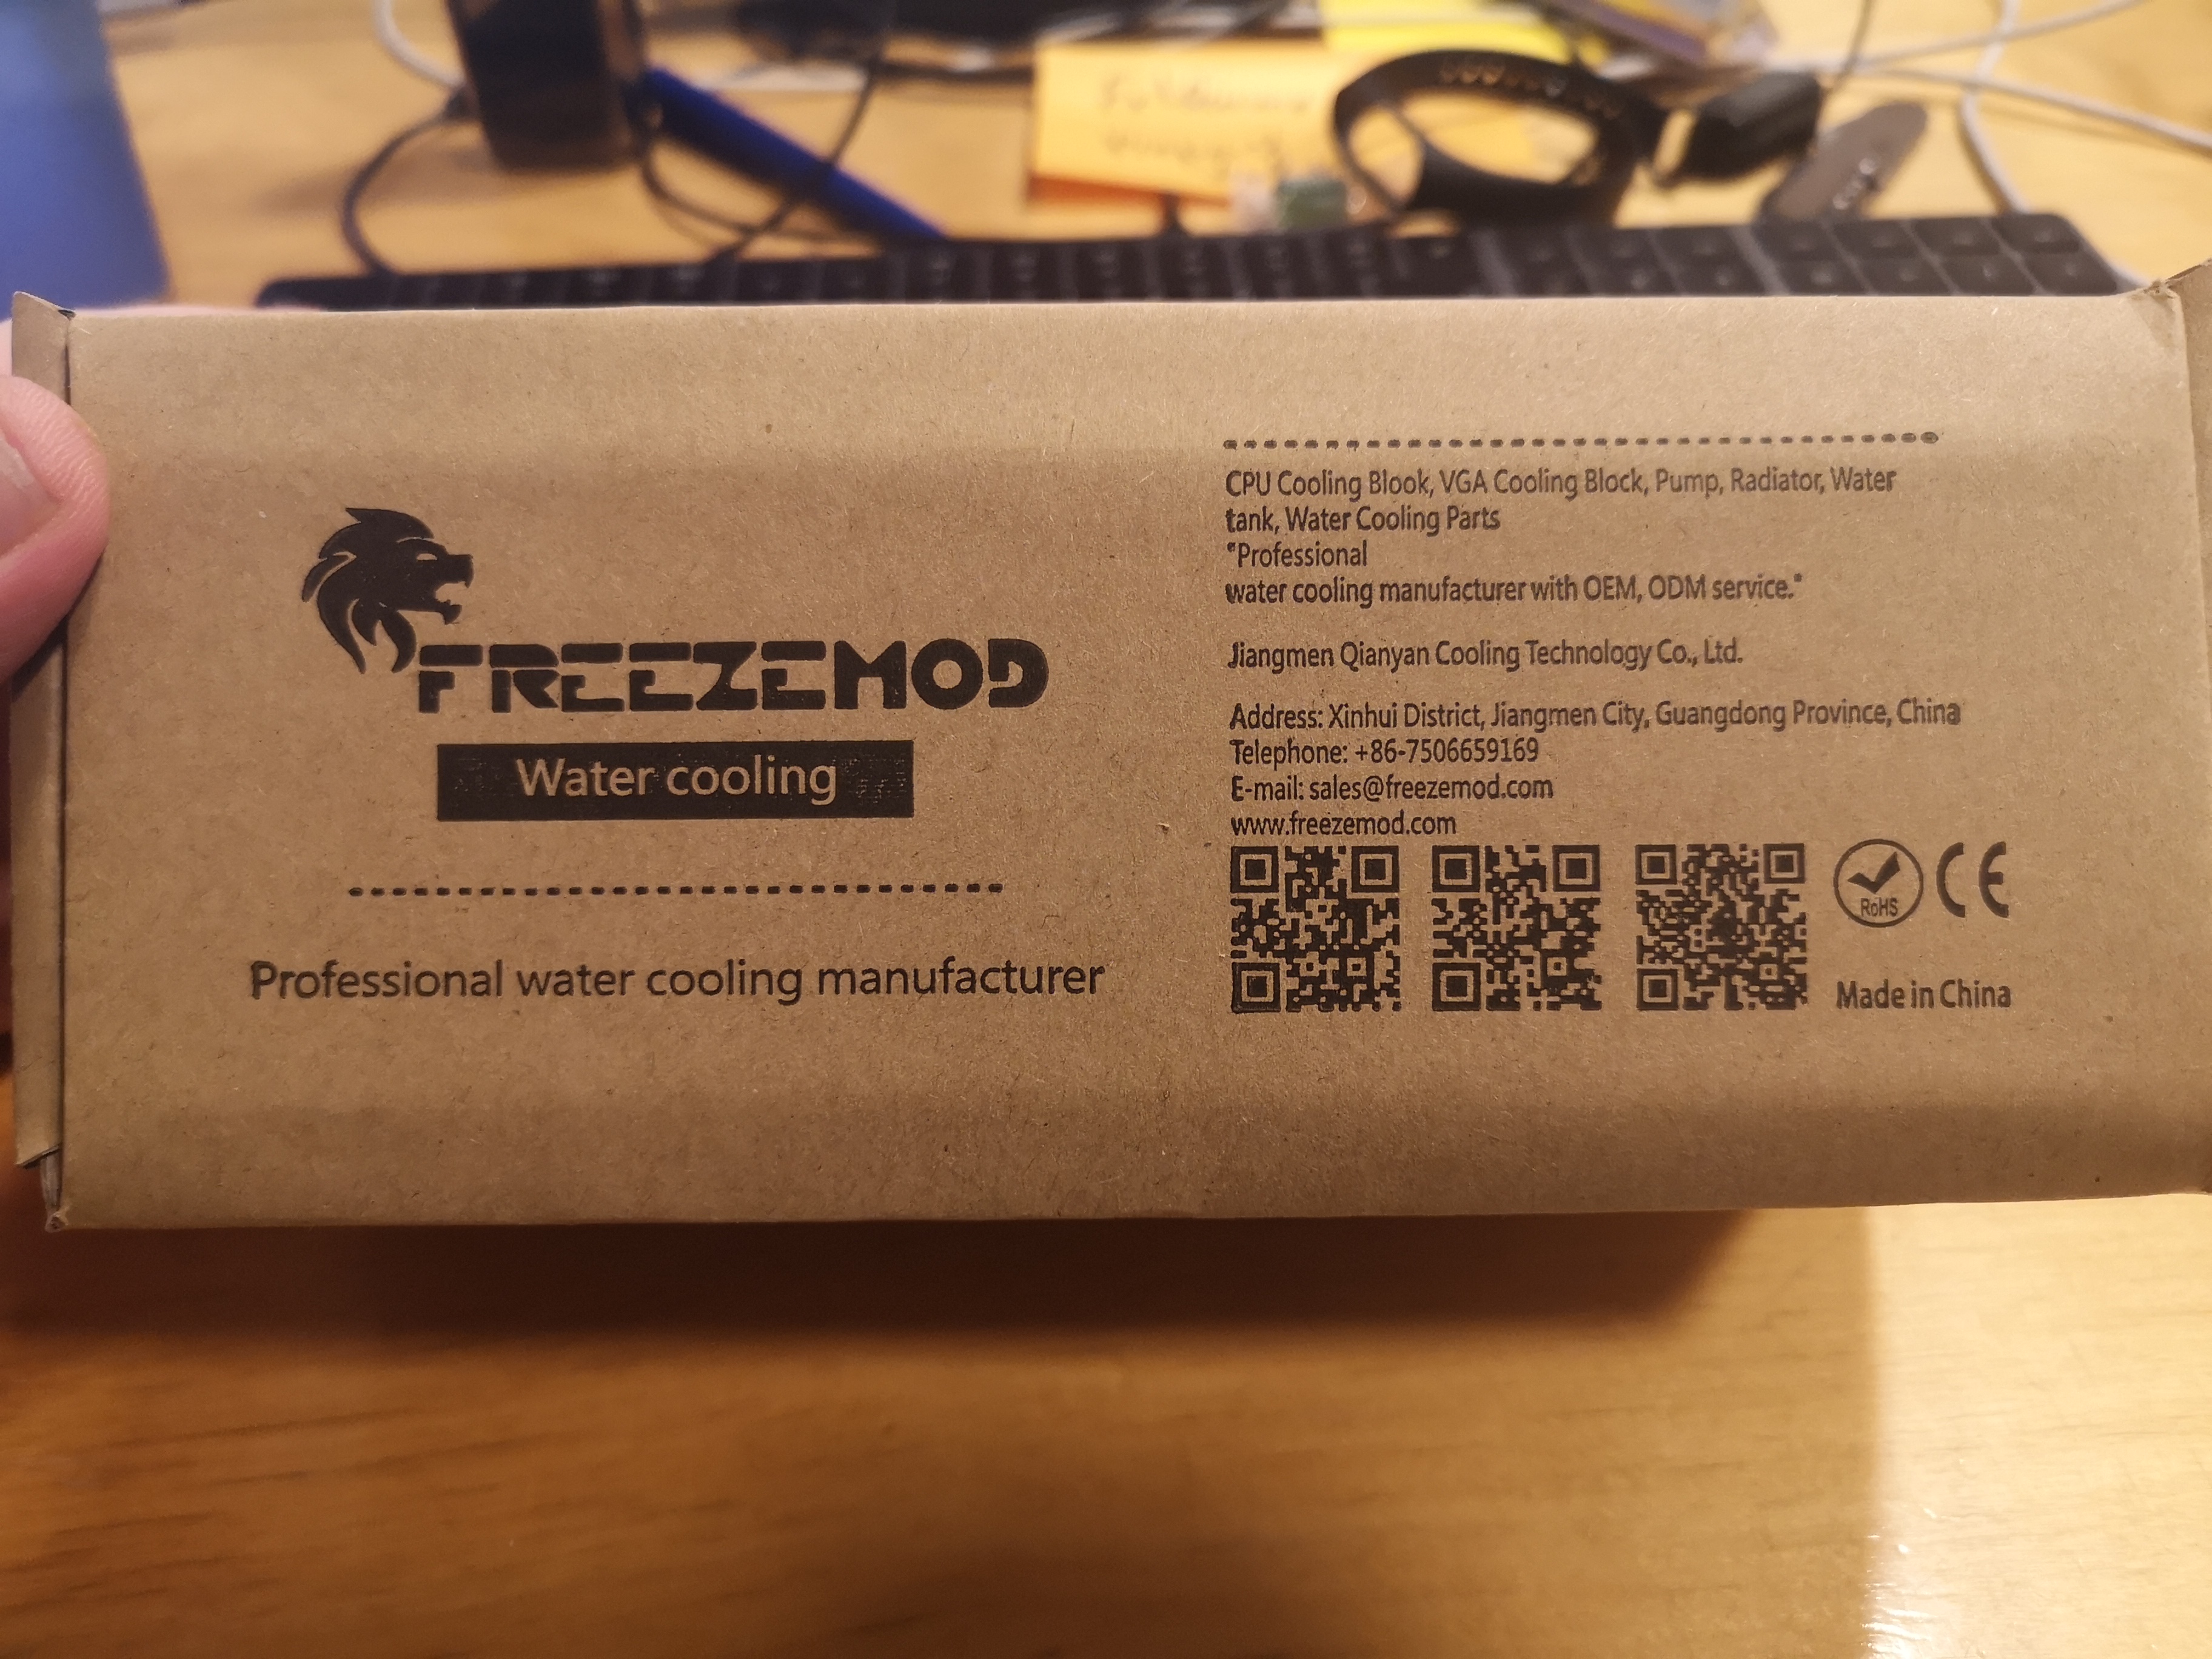 FREEZEMOD
Water cooling
Professional water cooling manufacturer
CPU Cooling Blook, VGA Cooling Block, Pump, Radiator, Water
tank, Water Cooling Parts
"Professional
water cooling manufacturer with OEM, ODM service."
Jiangmen Qianyan Cooling Technology Co., Ltd.
Address: Xinhui District, Jiangmen City, Guangdong Province, China
Telephone: +86-7506659169
E-mail: sales@freezemod.com
www.freezemod.com
RoHS
CE
Made in China